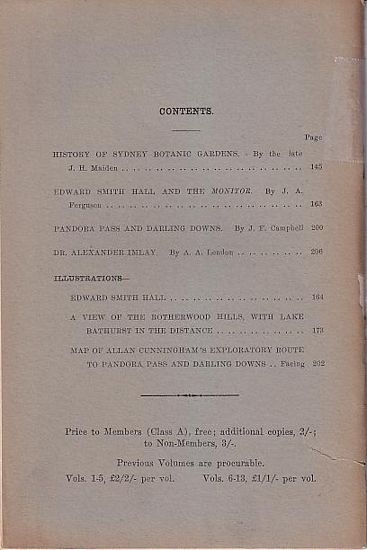 CONTENTS.
Page
HISTORY OF SYDNEY BOTANIC GARDENS. - By the late
J. H. Maiden .. .. .. .. .. .. .. .. .. .. .. .. .. .. 145
EDWARD SMITH HALL AND THE MONITOR. By J. A.
Ferguson .. .. .. .. .. .. .. .. .. .. .. .. .. .. .. 163
PANDORA PASS AND DARLING DOWNS. By J. F. Campbell 200
DR. ALEXANDER IMLAY. By A. A. London .. .. .. .. .. 206
ILLUSTRATIONS—
EDWARD SMITH HALL .. .. .. .. .. .. .. .. .. .. 164
A VIEW OF THE ROTHERWOOD HILLS, WITH LAKE
BATHURST IN THE DISTANCE .. .. .. .. .. .. .. 173
MAP OF ALLAN CUNNINGHAM'S EXPLORATORY ROUTE
TO PANDORA PASS AND DARLING DOWNS .. Facing 202
Price to Members (Class A), free; additional copies, 2/-;
to Non-Members, 3/-.
Previous Volumes are procurable.
Vols. 1-5, £2/2/- per vol. Vols. 6-13, £1/1/- per vol.